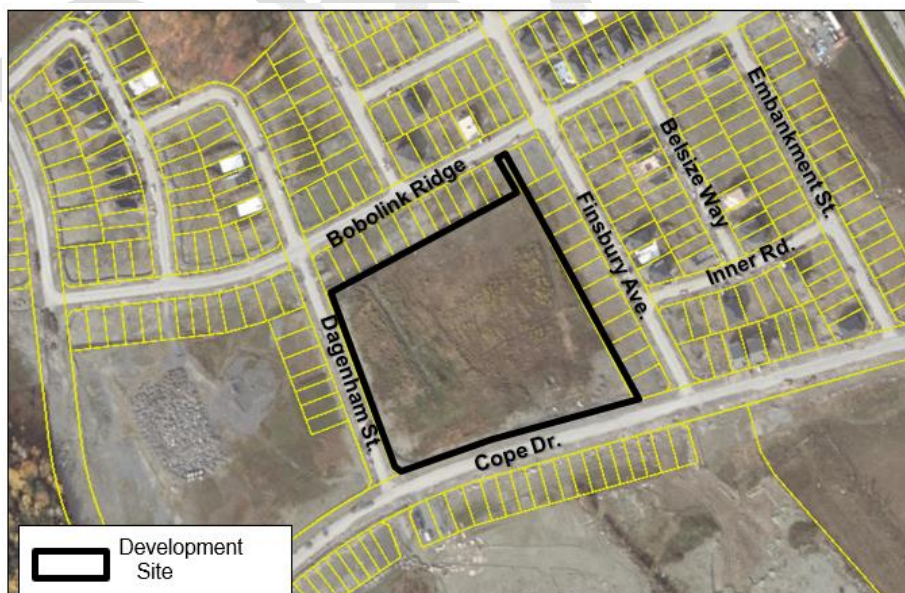 Embankment St.
Belsize Way
Bobolink Ridge
Finsbury Ave.
Inner Rd.
Dagenham St.
Cope Dr.
Development
Site